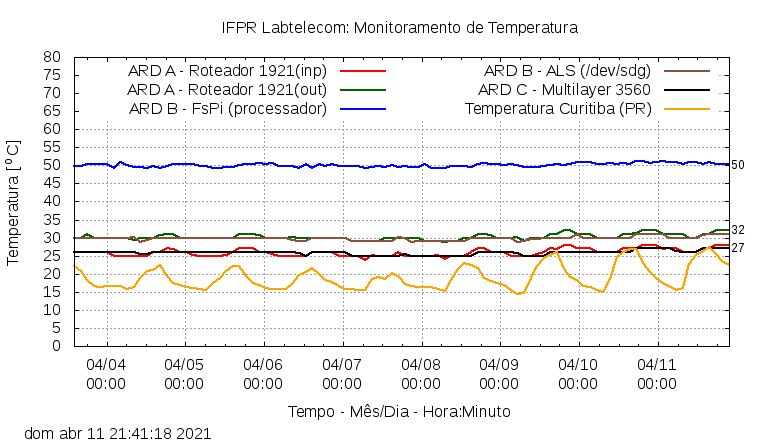 IFPR Labtelecom: Monitoramento de Temperatura
Temperatura [ °C]
80
75
70
65
60
55
50
45
40
35
30
25
20
15
10
5
0
ARD A - Roteador 1921(inp)
ARD A - Roteador 1921(out)
ARD B - FsPi (processador)
ARD B - ALS (/dev/sdg)
ARD C - Multilayer 3560
Temperatura Curitiba (PR)
50
32
27
04/04 04/05 04/06 04/07 04/08 04/09 04/10 04/11
00:00 00:00 00:00 00:00 00:00 00:00 00:00 00:00
Tempo - Mês/Dia - Hora:Minuto
dom abr 11 21:41:18 2021